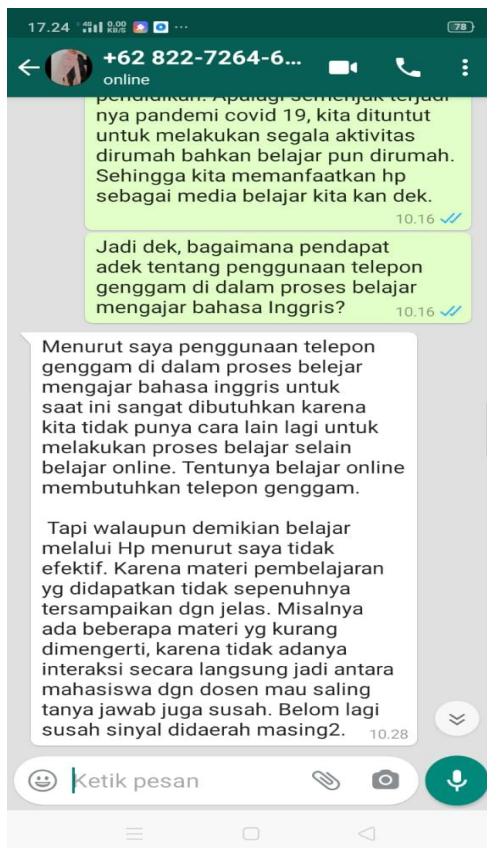 17.24
0.00
KB/S
78
+62 822-7264-6...
online
nya pandemi covid 19, kita dituntut
untuk melakukan segala aktivitas
dirumah bahkan belajar pun dirumah.
Sehingga kita memanfaatkan hp
sebagai media belajar kita kan dek.
10.16
Jadi dek, bagaimana pendapat
adek tentang penggunaan telepon
genggam di dalam proses belajar
mengajar bahasa Inggris?
10.16
Menurut saya penggunaan telepon
genggam di dalam proses belejar
mengajar bahasa inggris untuk
saat ini sangat dibutuhkan karena
kita tidak punya cara lain lagi untuk
melakukan proses belajar selain
belajar online. Tentunya belajar online
membutuhkan telepon genggam.
Tapi walaupun demikian belajar
melalui Hp menurut saya tidak
efektif. Karena materi pembelajaran
yg didapatkan tidak sepenuhnya
tersampaikan dgn jelas. Misalnya
ada beberapa materi yg kurang
dimengerti, karena tidak adanya
interaksi secara langsung jadi antara
mahasiswa dgn dosen mau saling
tanya jawab juga susah. Belom lagi
susah sinyal didaerah masing2.
10.28
Ketik pesan